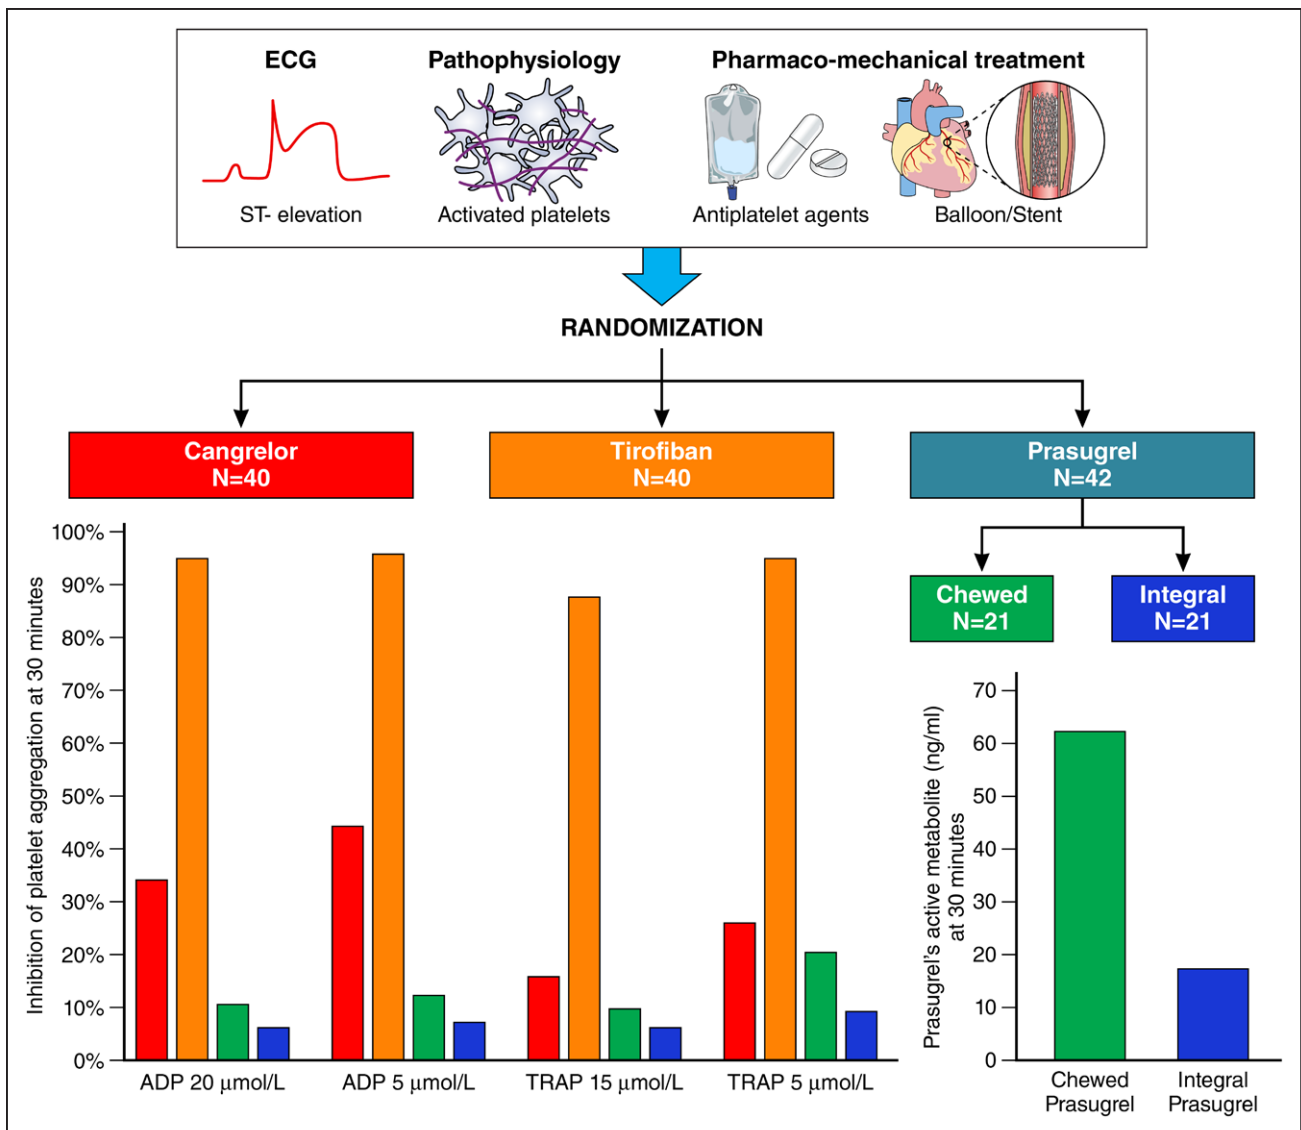 ECG
Pathophysiology
Pharmaco-mechanical treatment
ST- elevation
Activated platelets
Antiplatelet agents
Balloon/Stent
RANDOMIZATION
Cangrelor
N=40
Tirofiban
N=40
Prasugrel
N=42
Chewed
N=21
Integral
N=21
Inhibition of platelet aggregation at 30 minutes
100%
90%
80%
70%
60%
50%
40%
30%
20%
10%
0%
ADP 20 μmol/L
ADP 5 μmol/L
TRAP 15 μmol/L
TRAP 5 μmol/L
Prasugrel's active metabolite (ng/ml)
at 30 minutes
70
60
50
40
30
20
10
0
Chewed
Prasugrel
Integral
Prasugrel